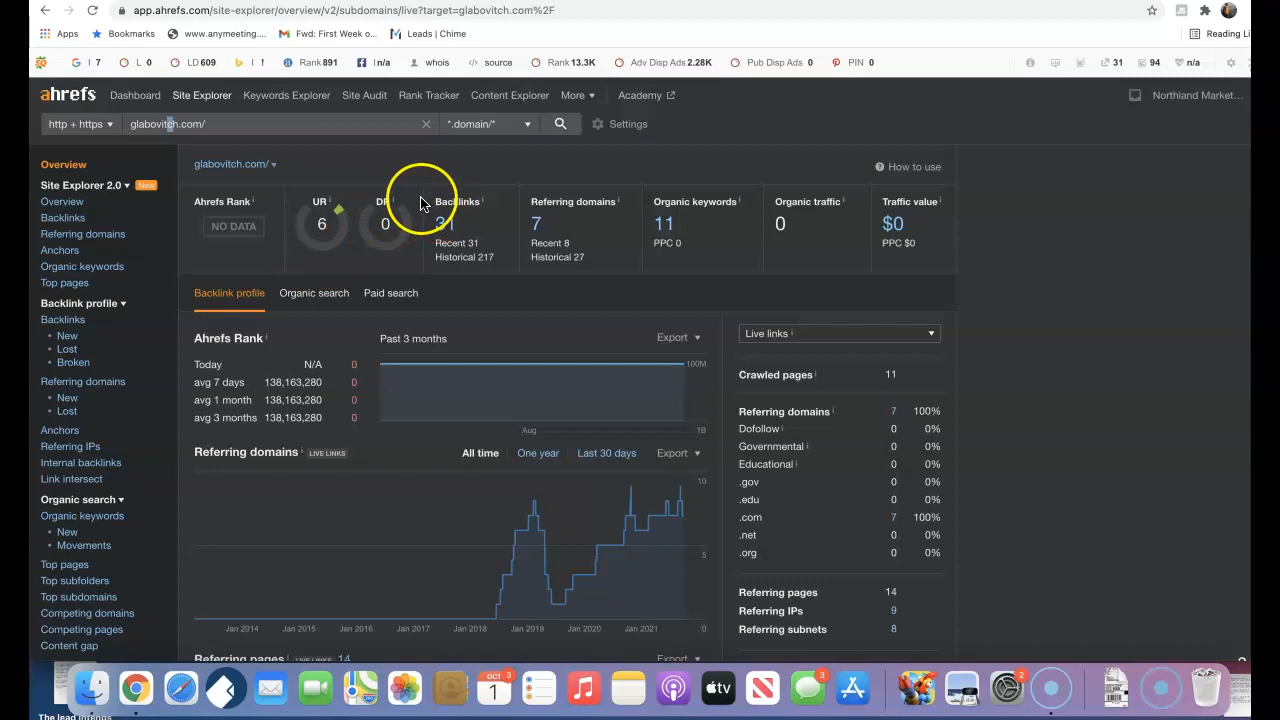 app.ahrefs.com/site-explorer/overview/v2/subdomains/live?target=glabovitch.com%2F
Apps Bookmarks www.anymeeting.... Fwd: First Week o... Leads | Chime Reading Li
I 7 L 0 LD 609 I ! Rank 891 I n/a whois source Rank 13.3K Adv Disp Ads 2.28K Pub Disp Ads 0 PIN 0 31 94 n/a
ahrefs Dashboard Site Explorer Keywords Explorer Site Audit Rank Tracker Content Explorer More Academy Northland Market...
http + https glabovitch.com/ *.domain/* Settings
Overview
Site Explorer 2.0 New
Overview
Backlinks
Referring domains
Anchors
Organic keywords
Top pages
Backlink profile
Backlinks
• New
• Lost
• Broken
Referring domains
• New
• Lost
Anchors
Referring IPs
Internal backlinks
Link intersect
Organic search
Organic keywords
• New
• Movements
Top pages
Top subfolders
Top subdomains
Competing domains
Competing pages
Content gap
glabovitch.com/ How to use
Ahrefs Rank UR DR Backlinks Referring domains Organic keywords Organic traffic Traffic value
NO DATA 6 0 31 7 11 0 $0
Recent 31 Recent 8 PPC 0 PPC $0
Historical 217 Historical 27
Backlink profile Organic search Paid search
Ahrefs Rank Past 3 months Export
Today N/A 0
avg 7 days 138,163,280 0
avg 1 month 138,163,280 0
avg 3 months 138,163,280 0
100M
Aug 1B
Referring domains LIVE LINKS All time One year Last 30 days Export
10
5
0
Jan 2014 Jan 2015 Jan 2016 Jan 2017 Jan 2018 Jan 2019 Jan 2020 Jan 2021
Referring pages LIVE LINKS 14 Export
Live links
Crawled pages 11
Referring domains 7 100%
Dofollow 0 0%
Governmental 0 0%
Educational 0 0%
.gov 0 0%
.edu 0 0%
.com 7 100%
.net 0 0%
.org 0 0%
Referring pages 14
Referring IPs 9
Referring subnets 8
OCT 3
1
tv
3
2
The lead intends